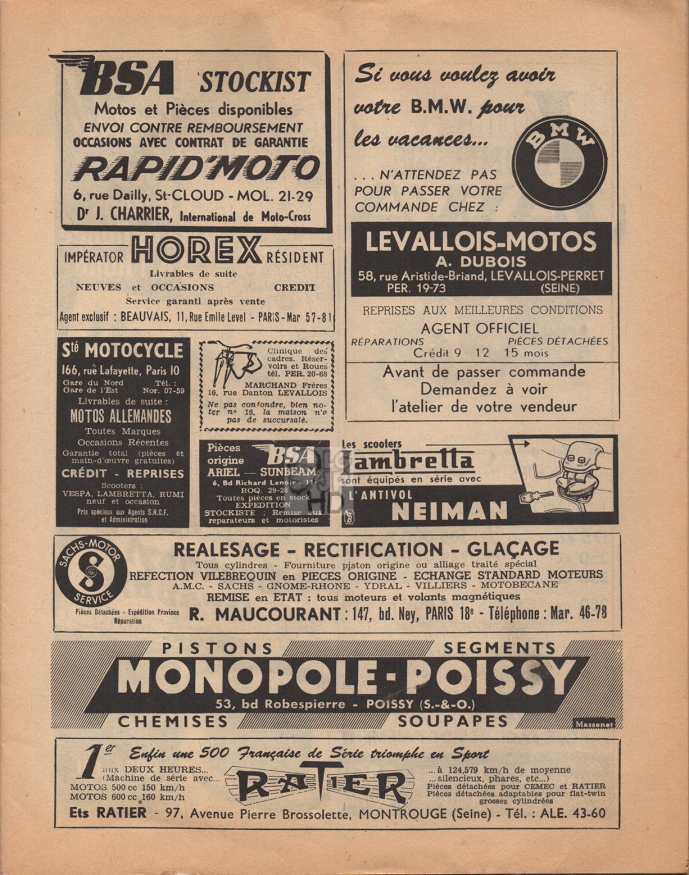 BSA STOCKIST
Motos et Pièces disponibles
ENVOI CONTRE REMBOURSEMENT
OCCASIONS AVEC CONTRAT DE GARANTIE
RAPID'MOTO
6, rue Dailly, St-CLOUD - MOL. 21-29
Dr J. CHARRIER, International de Moto-Cross
Si vous voulez avoir
votre B.M.W. pour
les vacances...
BMW
... N'ATTENDEZ PAS
POUR PASSER VOTRE
COMMANDE CHEZ :
LEVALLOIS-MOTOS
A. DUBOIS
58, rue Aristide-Briand, LEVALLOIS-PERRET
PER. 19-73 (SEINE)
REPRISES AUX MEILLEURES CONDITIONS
AGENT OFFICIEL
RÉPARATIONS PIÈCES DÉTACHÉES
Crédit 9 12 15 mois
Avant de passer commande
Demandez à voir
l'atelier de votre vendeur
IMPÉRATOR HOREX RÉSIDENT
Livrables de suite
NEUVES et OCCASIONS CREDIT
Service garanti après vente
Agent exclusif : BEAUVAIS, 11, Rue Emile Level - PARIS - Mar 57-81
Sté MOTOCYCLE
166, rue Lafayette, Paris 10
Gare du Nord Tél. :
Gare de l'Est Nor. 07-59
Livrables de suite :
MOTOS ALLEMANDES
Toutes Marques
Occasions Récentes
Garantie total (pièces et
main-d'œuvre gratuites)
CRÉDIT - REPRISES
Scooters :
VESPA, LAMBRETTA, RUMI
neuf et occasion
Prix spéciaux aux Agents S.N.C.F.
et Administration
Clinique des
cadres. Réser-
voirs et Roues
tél. PER. 20-68
MARCHAND Frères
16, rue Danton LEVALLOIS
Ne pas confondre, bien no-
ter n° 16, la maison n'a
pas de succursale.
Pièces
origine BSA
ARIEL - SUNBEAM
6, Bd Richard Lenoir - 11e
ROQ. 29-28
Toutes pièces en stock
EXPEDITION
STOCKISTE : Remise aux
réparateurs et motoristes
Les scooters
Lambretta
sont équipés en série avec
L'ANTIVOL
NEIMAN
SACHS-MOTOR
S
SERVICE
Pièces Détachées - Expédition Province
Réparation
REALESAGE - RECTIFICATION - GLAÇAGE
Tous cylindres - Fourniture piston origine ou alliage traité spécial
REFECTION VILEBREQUIN en PIECES ORIGINE - ECHANGE STANDARD MOTEURS
A.M.C. - SACHS - GNOME-RHONE - YDRAL - VILLIERS - MOTOBECANE
REMISE en ETAT : tous moteurs et volants magnétiques
R. MAUCOURANT : 147, bd. Ney, PARIS 18e - Téléphone : Mar. 46-78
PISTONS SEGMENTS
MONOPOLE-POISSY
53, bd Robespierre - POISSY (S.-&-O.)
CHEMISES SOUPAPES
Massenet
1er Enfin une 500 Française de Série triomphe en Sport
aux DEUX HEURES...
(Machine de série avec...
MOTOS 500 cc 150 km/h
MOTOS 600 cc 160 km/h
RATIER
...à 124,579 km/h de moyenne
...silencieux, phares, etc...)
Pièces détachées pour CEMEC et RATIER
Pièces détachées adaptables pour flat-twin
grosses cylindrées
Ets RATIER - 97, Avenue Pierre Brossolette, MONTROUGE (Seine) - Tél. : ALE. 43-60